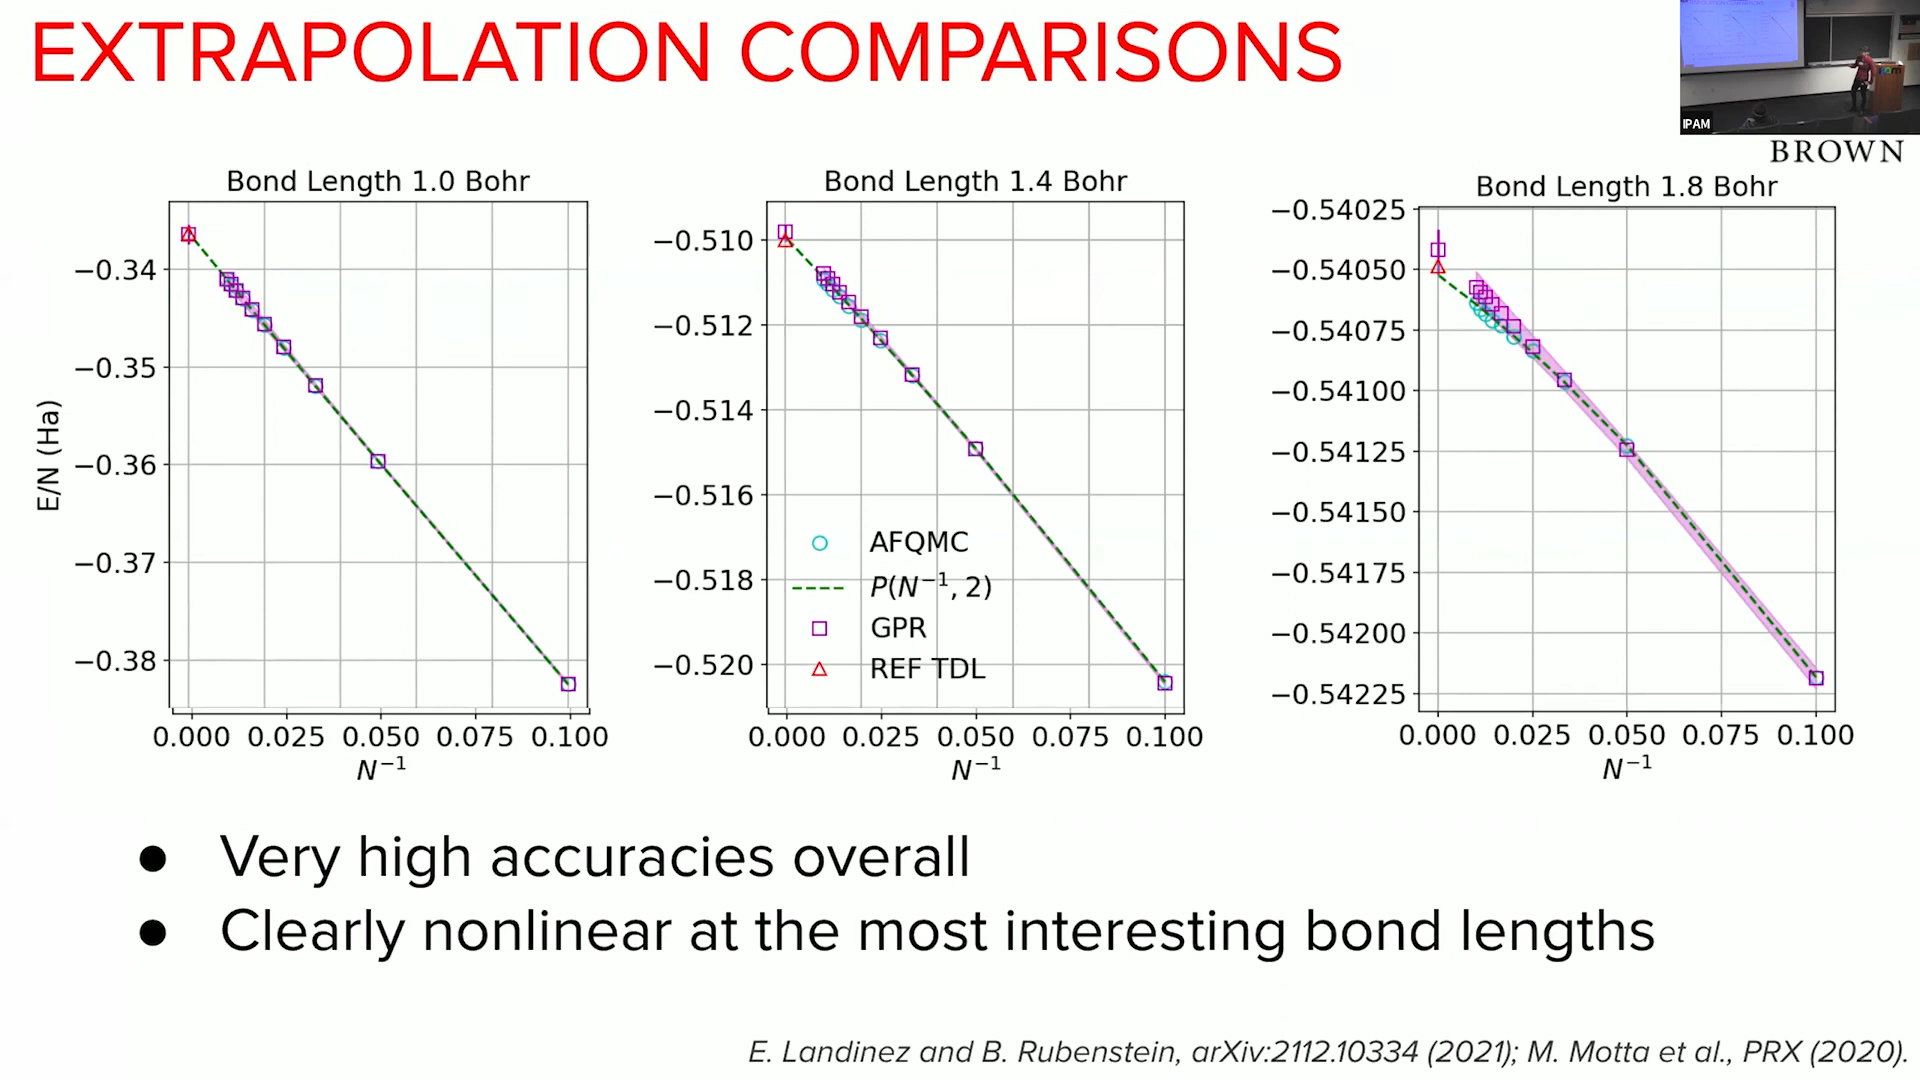 EXTRAPOLATION COMPARISONS
IPAM
BROWN
Bond Length 1.0 Bohr
Bond Length 1.4 Bohr
Bond Length 1.8 Bohr
E/N (Ha)
−0.34
−0.35
−0.36
−0.37
−0.38
0.000 0.025 0.050 0.075 0.100
N⁻¹
−0.510
−0.512
−0.514
−0.516
−0.518
−0.520
AFQMC
P(N⁻¹, 2)
GPR
REF TDL
0.000 0.025 0.050 0.075 0.100
N⁻¹
−0.54025
−0.54050
−0.54075
−0.54100
−0.54125
−0.54150
−0.54175
−0.54200
−0.54225
0.000 0.025 0.050 0.075 0.100
N⁻¹
● Very high accuracies overall
● Clearly nonlinear at the most interesting bond lengths
E. Landinez and B. Rubenstein, arXiv:2112.10334 (2021); M. Motta et al., PRX (2020).